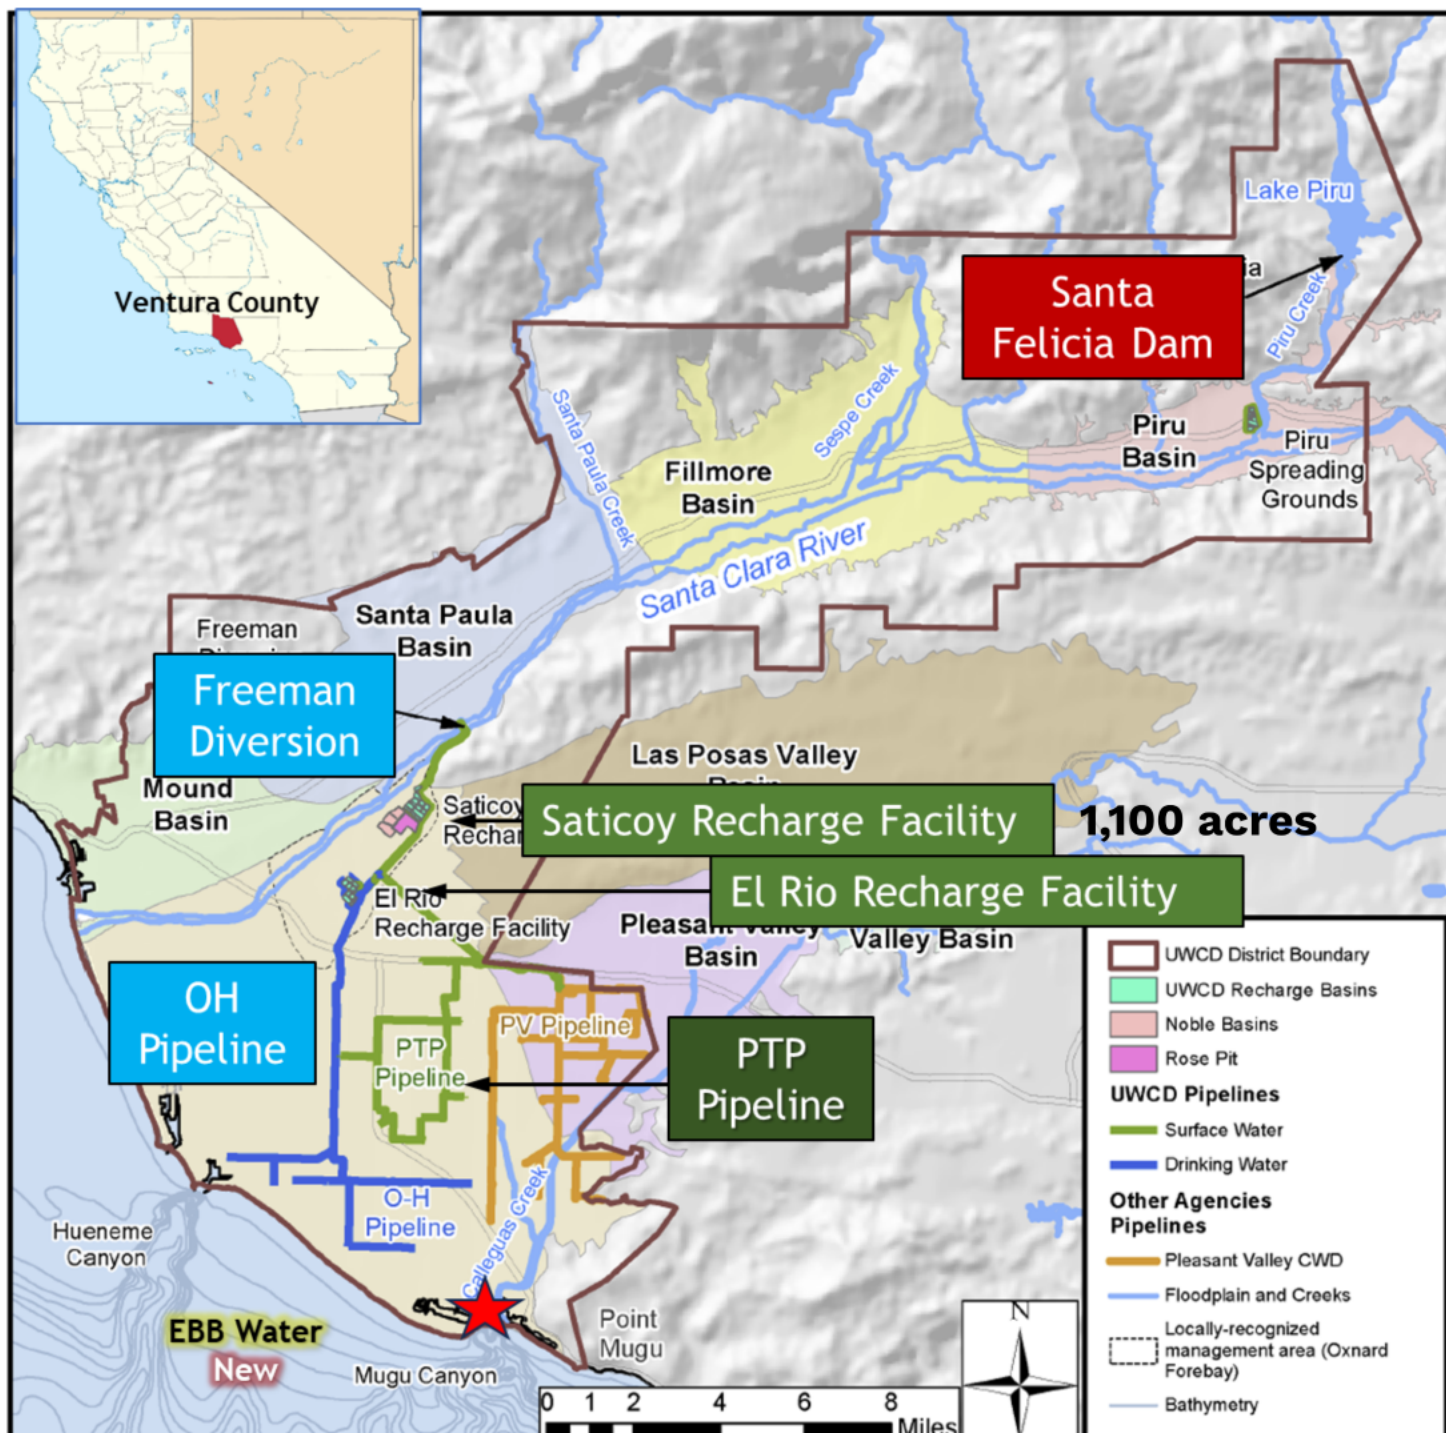 Ventura County
Lake Piru
ia
Santa
Felicia Dam
Piru Creek
Santa Paula Creek
Sespe Creek
Piru
Basin
Piru
Spreading
Grounds
Fillmore
Basin
Santa Clara River
Santa Paula
Basin
Freeman
Freeman
Diversion
Mound
Basin
Las Posas Valley
Saticoy
Rechar
Saticoy Recharge Facility
1,100 acres
El Rio Recharge Facility
El Rio
Recharge Facility
Pleasant Valley
Basin
Valley Basin
OH
Pipeline
PV Pipeline
PTP
Pipeline
PTP
Pipeline
O-H
Pipeline
Calleguas Creek
Hueneme
Canyon
EBB Water
New
Mugu Canyon
Point
Mugu
UWCD District Boundary
UWCD Recharge Basins
Noble Basins
Rose Pit
UWCD Pipelines
Surface Water
Drinking Water
Other Agencies
Pipelines
Pleasant Valley CWD
Floodplain and Creeks
Locally-recognized
management area (Oxnard
Forebay)
Bathymetry
N
0 1 2 4 6 8
Miles